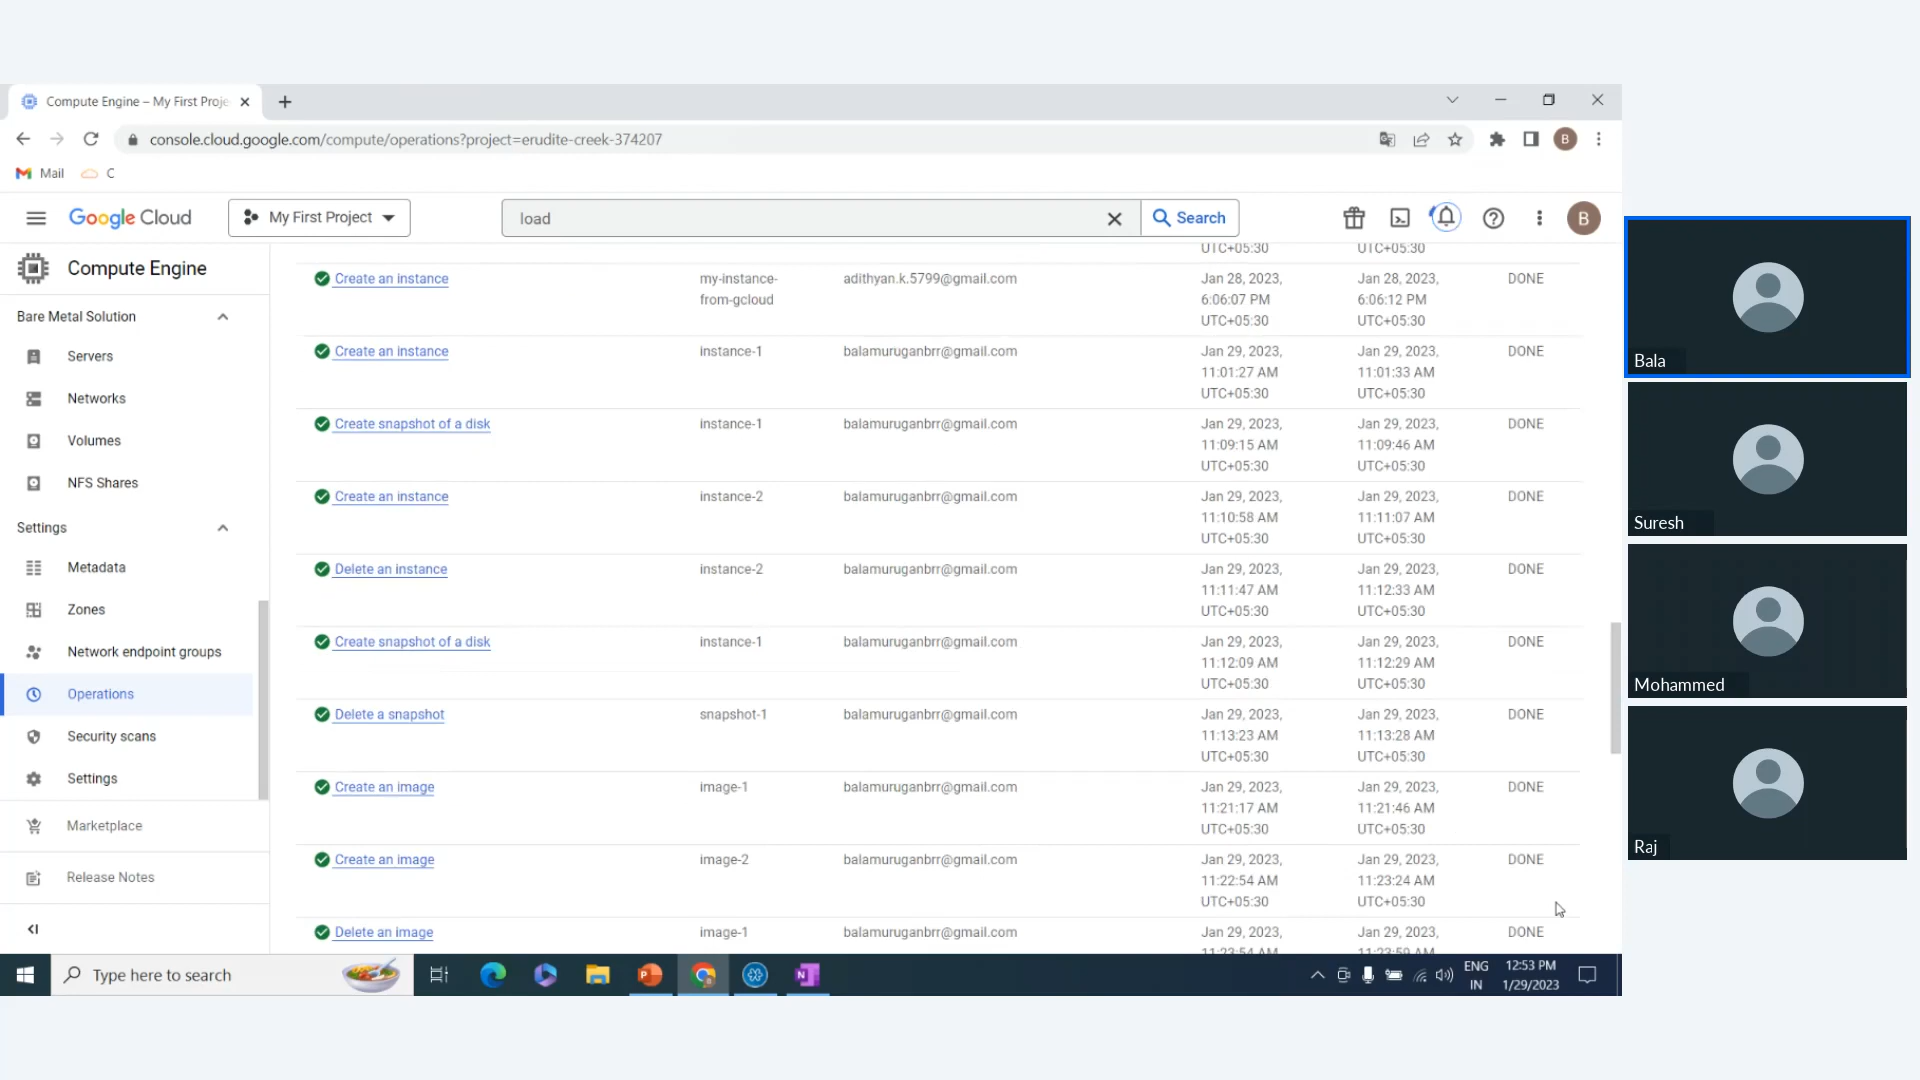 Compute Engine – My First Proje
console.cloud.google.com/compute/operations?project=erudite-creek-374207
B
Mail
C
Google Cloud
My First Project
load
Search
B
Compute Engine
Bare Metal Solution
Servers
Networks
Volumes
NFS Shares
Settings
Metadata
Zones
Network endpoint groups
Operations
Security scans
Settings
Marketplace
Release Notes
UTC+05:30 UTC+05:30
Create an instance my-instance- adithyan.k.5799@gmail.com Jan 28, 2023, Jan 28, 2023, DONE
from-gcloud 6:06:07 PM 6:06:12 PM
UTC+05:30 UTC+05:30
Create an instance instance-1 balamuruganbrr@gmail.com Jan 29, 2023, Jan 29, 2023, DONE
11:01:27 AM 11:01:33 AM
UTC+05:30 UTC+05:30
Create snapshot of a disk instance-1 balamuruganbrr@gmail.com Jan 29, 2023, Jan 29, 2023, DONE
11:09:15 AM 11:09:46 AM
UTC+05:30 UTC+05:30
Create an instance instance-2 balamuruganbrr@gmail.com Jan 29, 2023, Jan 29, 2023, DONE
11:10:58 AM 11:11:07 AM
UTC+05:30 UTC+05:30
Delete an instance instance-2 balamuruganbrr@gmail.com Jan 29, 2023, Jan 29, 2023, DONE
11:11:47 AM 11:12:33 AM
UTC+05:30 UTC+05:30
Create snapshot of a disk instance-1 balamuruganbrr@gmail.com Jan 29, 2023, Jan 29, 2023, DONE
11:12:09 AM 11:12:29 AM
UTC+05:30 UTC+05:30
Delete a snapshot snapshot-1 balamuruganbrr@gmail.com Jan 29, 2023, Jan 29, 2023, DONE
11:13:23 AM 11:13:28 AM
UTC+05:30 UTC+05:30
Create an image image-1 balamuruganbrr@gmail.com Jan 29, 2023, Jan 29, 2023, DONE
11:21:17 AM 11:21:46 AM
UTC+05:30 UTC+05:30
Create an image image-2 balamuruganbrr@gmail.com Jan 29, 2023, Jan 29, 2023, DONE
11:22:54 AM 11:23:24 AM
UTC+05:30 UTC+05:30
Delete an image image-1 balamuruganbrr@gmail.com Jan 29, 2023, Jan 29, 2023, DONE
11:23:54 AM 11:23:59 AM
Type here to search
ENG
IN
12:53 PM
1/29/2023
Bala
Suresh
Mohammed
Raj